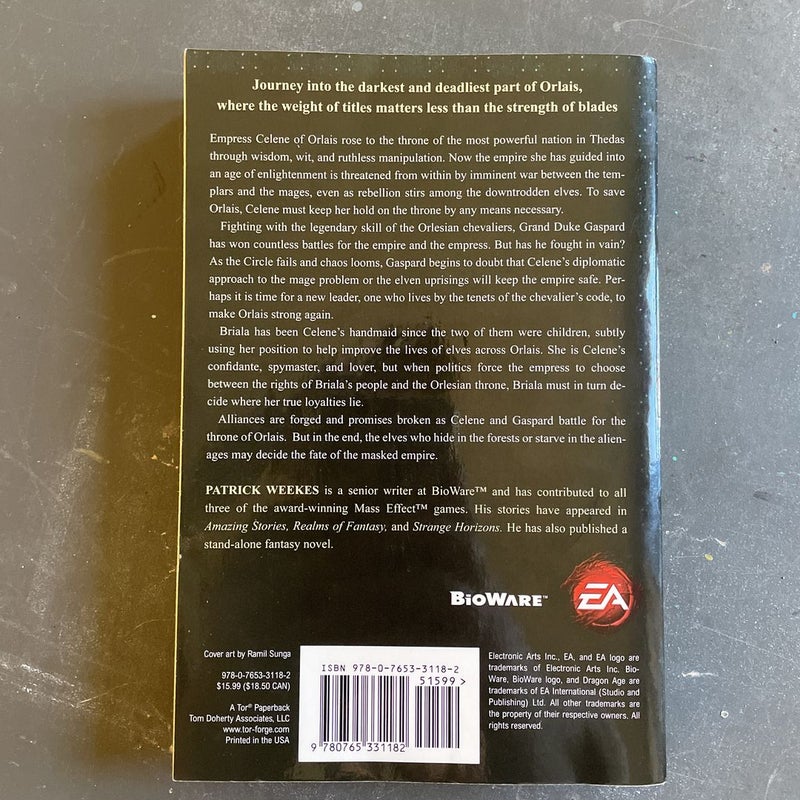 Journey into the darkest and deadliest part of Orlais,
where the weight of titles matters less than the strength of blades
Empress Celene of Orlais rose to the throne of the most powerful nation in Thedas
through wisdom, wit, and ruthless manipulation. Now the empire she has guided into
an age of enlightenment is threatened from within by imminent war between the tem-
plars and the mages, even as rebellion stirs among the downtrodden elves. To save
Orlais, Celene must keep her hold on the throne by any means necessary.
Fighting with the legendary skill of the Orlesian chevaliers, Grand Duke Gaspard
has won countless battles for the empire and the empress. But has he fought in vain?
As the Circle fails and chaos looms, Gaspard begins to doubt that Celene's diplomatic
approach to the mage problem or the elven uprisings will keep the empire safe. Per-
haps it is time for a new leader, one who lives by the tenets of the chevalier's code, to
make Orlais strong again.
Briala has been Celene's handmaid since the two of them were children, subtly
using her position to help improve the lives of elves across Orlais. She is Celene's
confidante, spymaster, and lover, but when politics force the empress to choose
between the rights of Briala's people and the Orlesian throne, Briala must in turn de-
cide where her true loyalties lie.
Alliances are forged and promises broken as Celene and Gaspard battle for the
throne of Orlais. But in the end, the elves who hide in the forests or starve in the alien-
ages may decide the fate of the masked empire.
PATRICK WEEKES is a senior writer at BioWare™ and has contributed to all
three of the award-winning Mass Effect™ games. His stories have appeared in
Amazing Stories, Realms of Fantasy, and Strange Horizons. He has also published a
stand-alone fantasy novel.
BIOWARE™
EA
Cover art by Ramil Sunga
978-0-7653-3118-2
$15.99 ($18.50 CAN)
A Tor® Paperback
Tom Doherty Associates, LLC
www.tor-forge.com
Printed in the USA
ISBN 978-0-7653-3118-2
51599 >
9 780765 331182
Electronic Arts Inc., EA, and EA logo are
trademarks of Electronic Arts Inc. Bio-
Ware, BioWare logo, and Dragon Age are
trademarks of EA International (Studio and
Publishing) Ltd. All other trademarks are
the property of their respective owners. All
rights reserved.